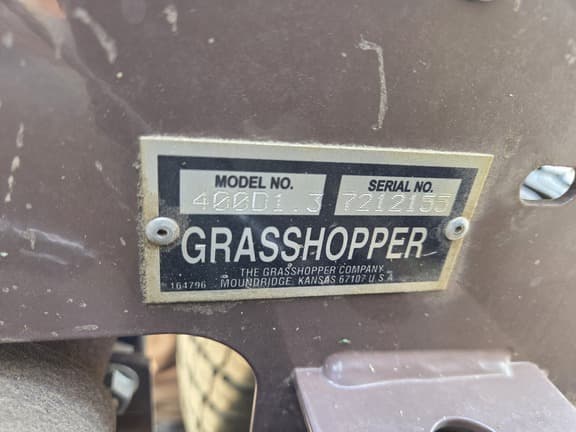 MODEL NO. SERIAL NO.
400D1.3 7212155
GRASSHOPPER
THE GRASSHOPPER COMPANY
164796 MOUNDRIDGE, KANSAS 67107 U S A